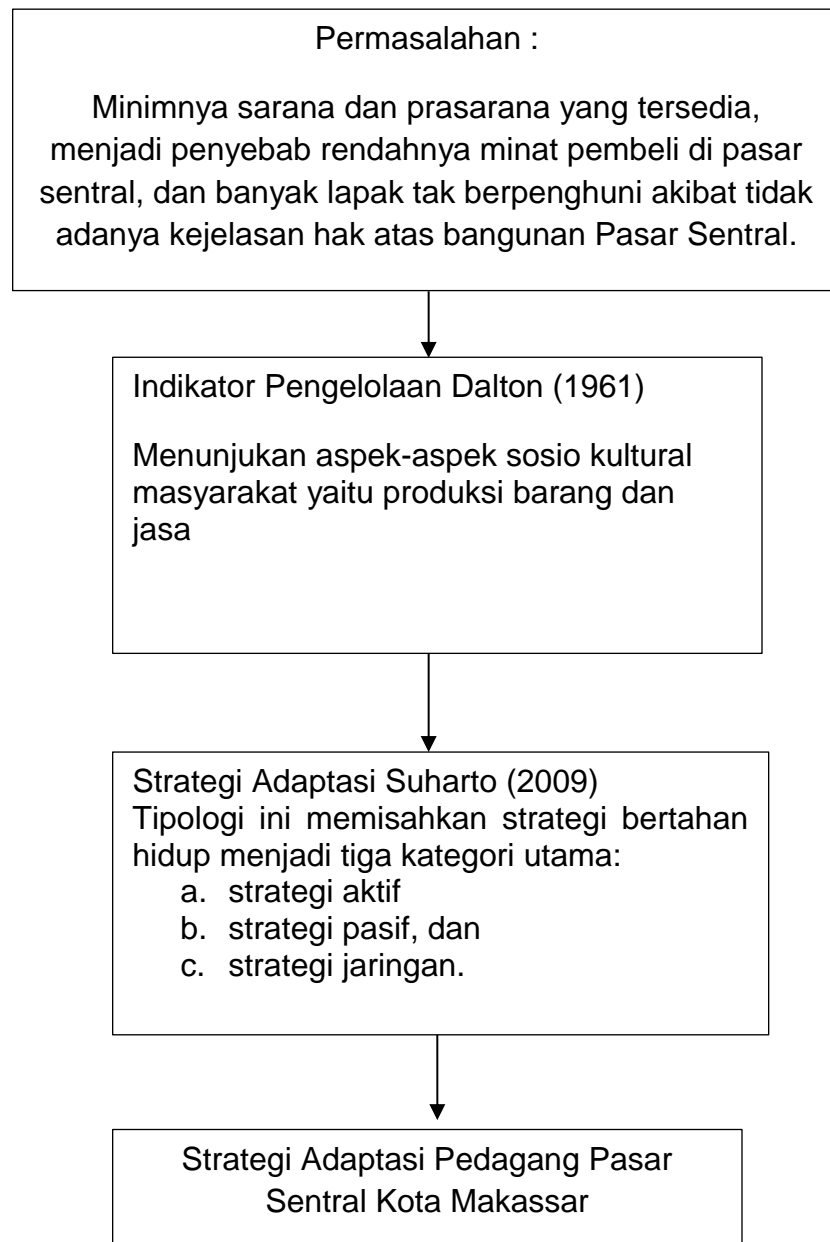 Permasalahan :
Minimnya sarana dan prasarana yang tersedia,
menjadi penyebab rendahnya minat pembeli di pasar
sentral, dan banyak lapak tak berpenghuni akibat tidak
adanya kejelasan hak atas bangunan Pasar Sentral.
Indikator Pengelolaan Dalton (1961)
Menunjukan aspek-aspek sosio kultural
masyarakat yaitu produksi barang dan
jasa
Strategi Adaptasi Suharto (2009)
Tipologi ini memisahkan strategi bertahan
hidup menjadi tiga kategori utama:
a. strategi aktif
b. strategi pasif, dan
c. strategi jaringan.
Strategi Adaptasi Pedagang Pasar
Sentral Kota Makassar